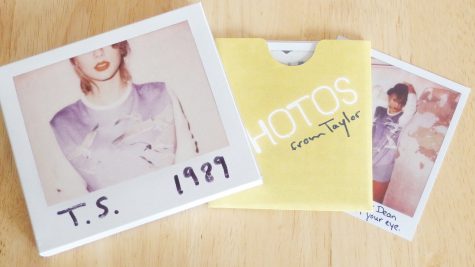 T.S. 1989
HOTOS
from Taylor
Dean
your eye.